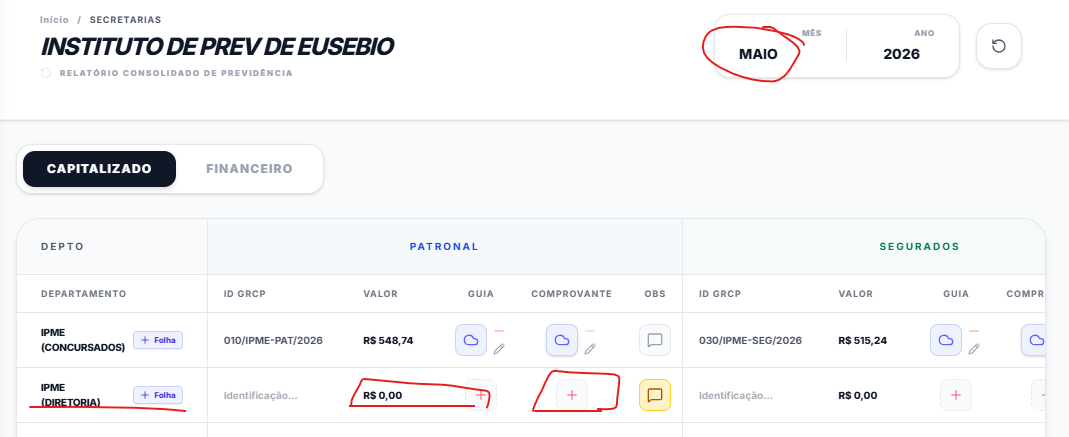 Início / SECRETARIAS
INSTITUTO DE PREV DE EUSEBIO
RELATÓRIO CONSOLIDADO DE PREVIDÊNCIA
MÊS ANO
MAIO 2026
CAPITALIZADO FINANCEIRO
DEPTO PATRONAL SEGURADOS
DEPARTAMENTO ID GRCP VALOR GUIA COMPROVANTE OBS ID GRCP VALOR GUIA COMPR
IPME
(CONCURSADOS) + Folha 010/IPME-PAT/2026 R$ 548,74 030/IPME-SEG/2026 R$ 515,24
IPME
(DIRETORIA) + Folha Identificação... R$ 0,00 Identificação... R$ 0,00